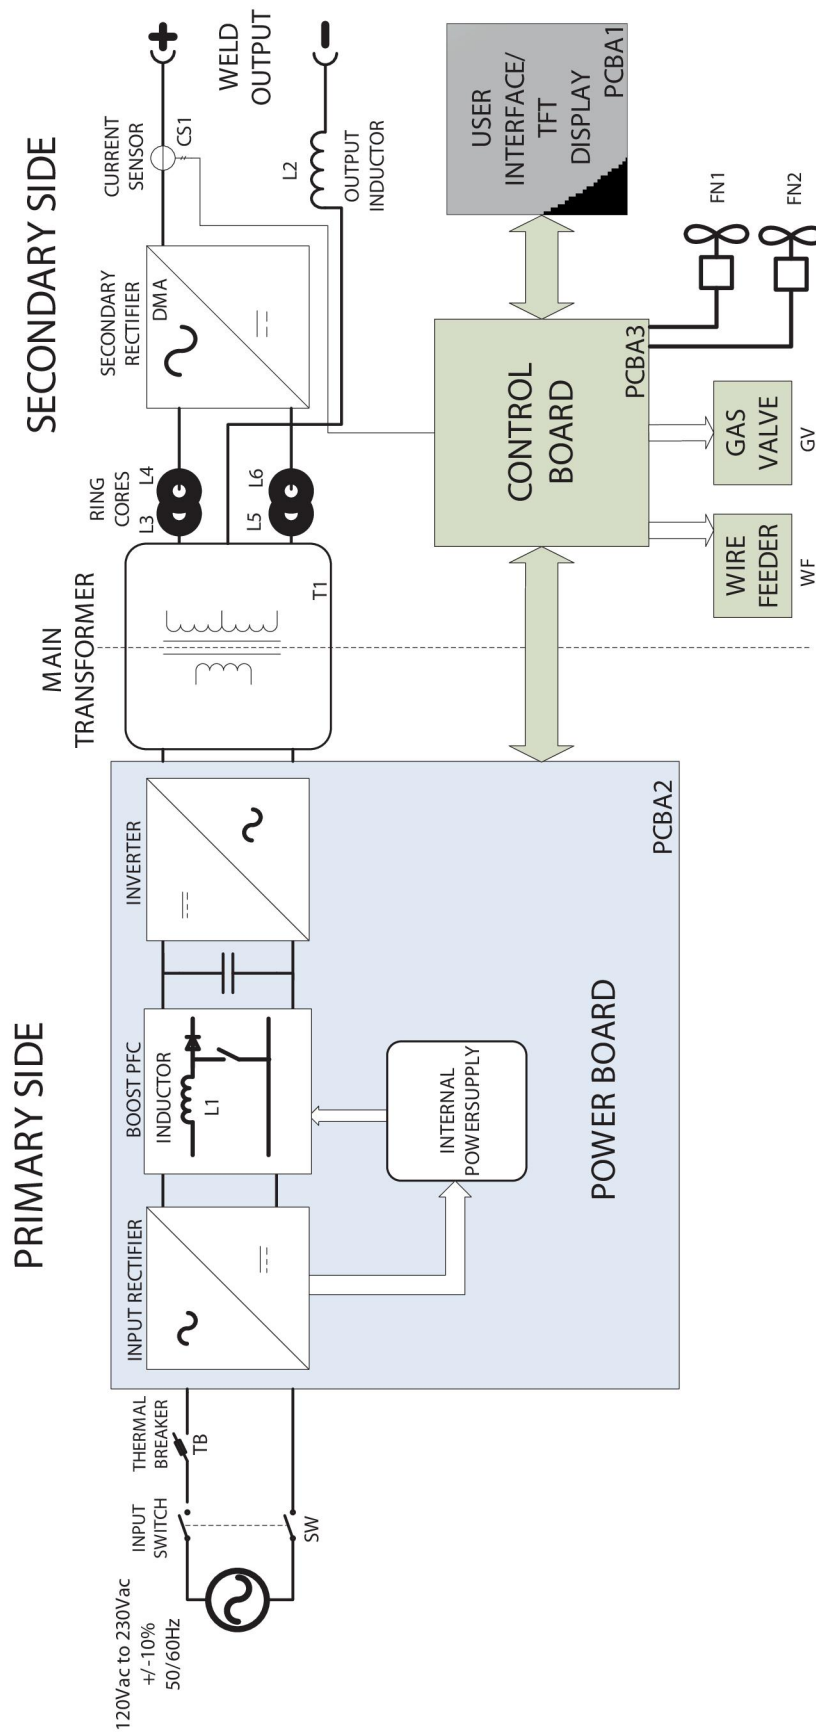 PRIMARY SIDE
SECONDARY SIDE
120Vac to 230Vac
+/-10%
50/60Hz
INPUT
SWITCH
SW
THERMAL
BREAKER
TB
INPUT RECTIFIER
BOOST PFC
INDUCTOR
L1
INVERTER
INTERNAL
POWERSUPPLY
POWER BOARD
PCBA2
MAIN
TRANSFORMER
T1
RING
CORES
L3
L4
L5
L6
SECONDARY
RECTIFIER
DMA
CURRENT
SENSOR
CS1
+
WELD
OUTPUT
-
L2
OUTPUT
INDUCTOR
CONTROL
BOARD
PCBA3
USER
INTERFACE/
TFT
DISPLAY
PCBA1
WIRE
FEEDER
WF
GAS
VALVE
GV
FN1
FN2